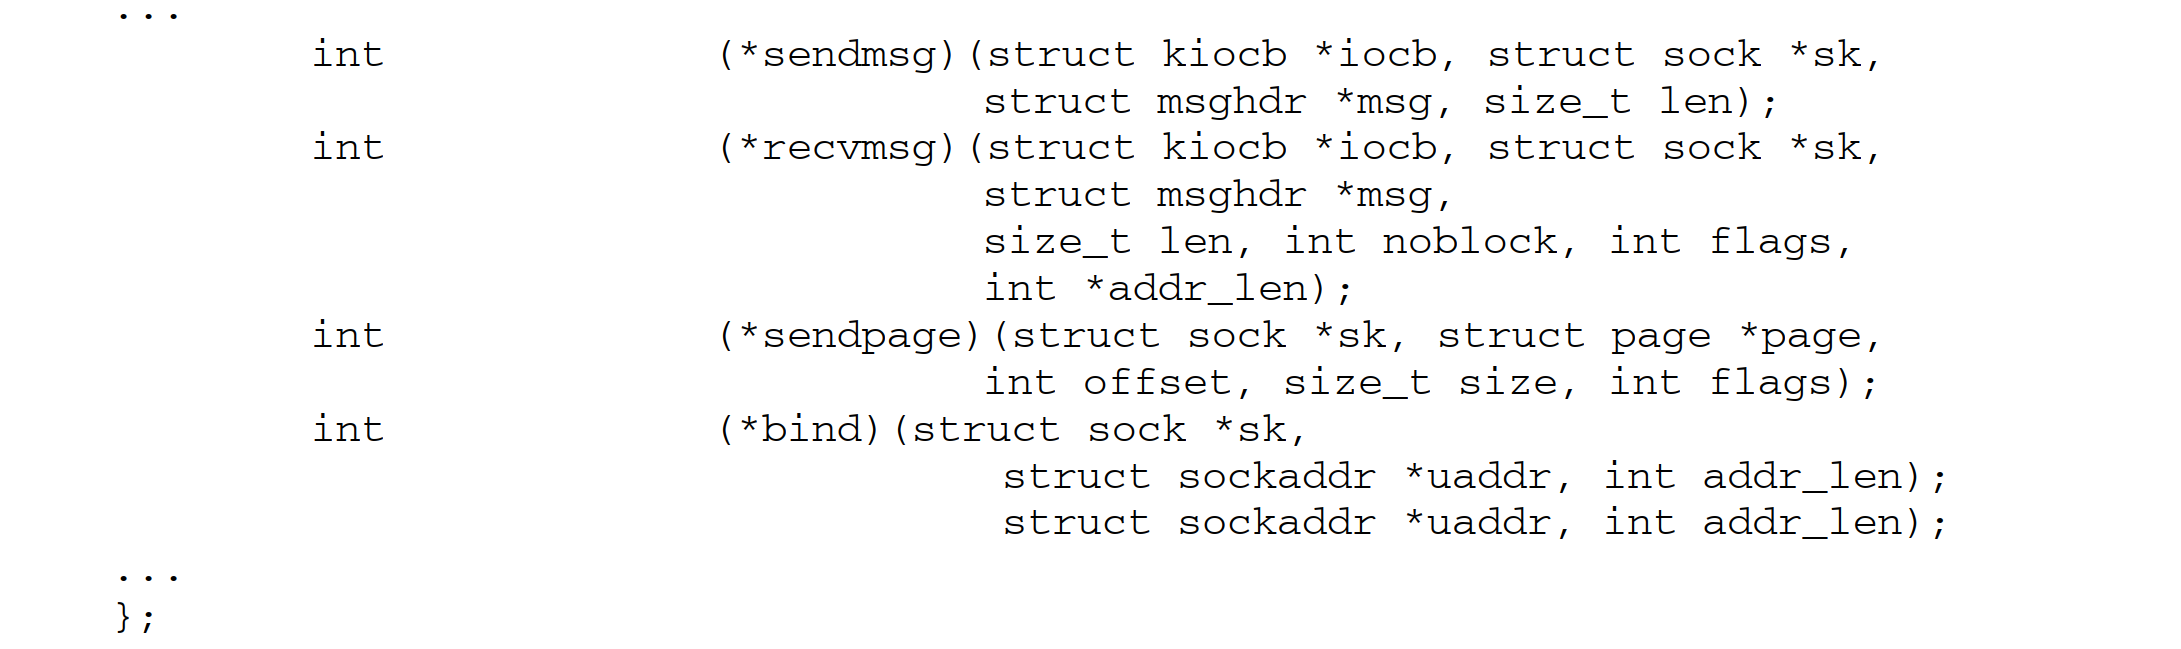 ...
int (*sendmsg)(struct kiocb *iocb, struct sock *sk,
struct msghdr *msg, size_t len);
int (*recvmsg)(struct kiocb *iocb, struct sock *sk,
struct msghdr *msg,
size_t len, int noblock, int flags,
int *addr_len);
int (*sendpage)(struct sock *sk, struct page *page,
int offset, size_t size, int flags);
int (*bind)(struct sock *sk,
struct sockaddr *uaddr, int addr_len);
struct sockaddr *uaddr, int addr_len);
...
};